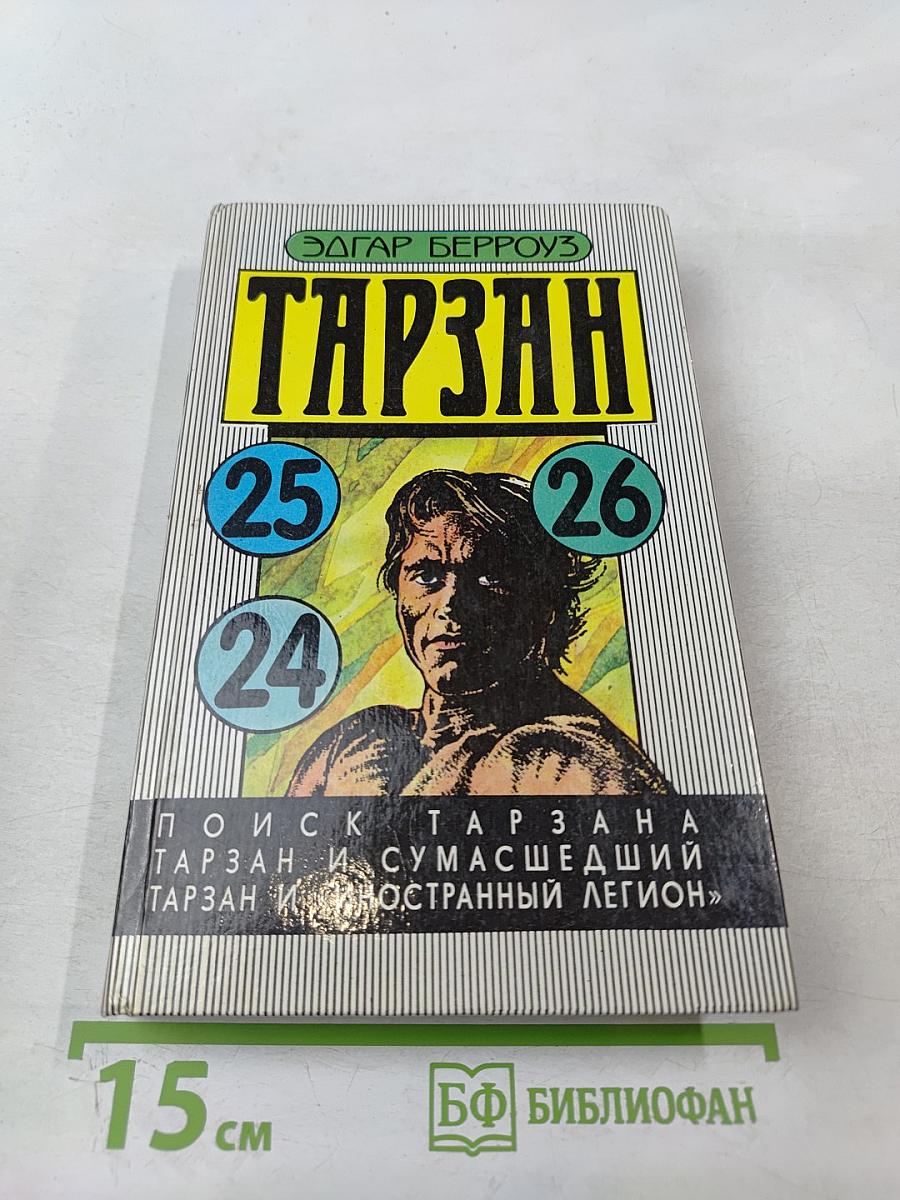 ЭДГАР БЕРРОУЗ
ТАРЗАН
25
26
24
ПОИСК ТАРЗАНА
ТАРЗАН И СУМАСШЕДШИЙ
ТАРЗАН И «ИНОСТРАННЫЙ ЛЕГИОН»
15 см
БФ БИБЛИОФАН